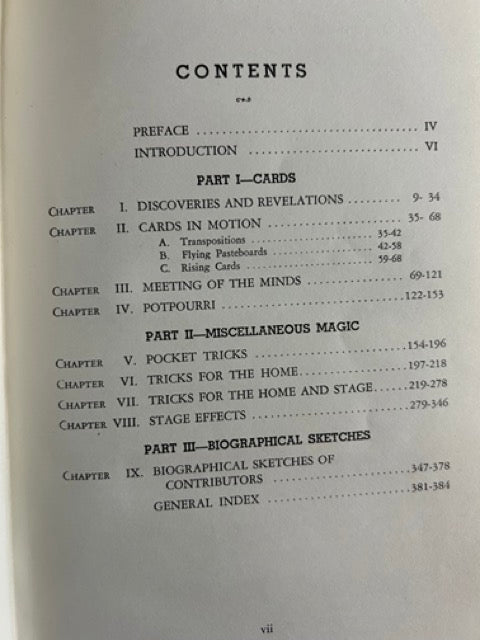 CONTENTS
PREFACE ................................... IV
INTRODUCTION ........................... VI
PART I—CARDS
CHAPTER I. DISCOVERIES AND REVELATIONS ......... 9- 34
CHAPTER II. CARDS IN MOTION ......................... 35- 68
A. Transpositions ........................ 35-42
B. Flying Pasteboards .................... 42-58
C. Rising Cards ........................ 59-68
CHAPTER III. MEETING OF THE MINDS ................. 69-121
CHAPTER IV. POTPOURRI .............................. 122-153
PART II—MISCELLANEOUS MAGIC
CHAPTER V. POCKET TRICKS ......................... 154-196
CHAPTER VI. TRICKS FOR THE HOME.................. 197-218
CHAPTER VII. TRICKS FOR THE HOME AND STAGE...... 219-278
CHAPTER VIII. STAGE EFFECTS ......................... 279-346
PART III—BIOGRAPHICAL SKETCHES
CHAPTER IX. BIOGRAPHICAL SKETCHES OF
CONTRIBUTORS ...................... 347-378
GENERAL INDEX ....................... 381-384
vii